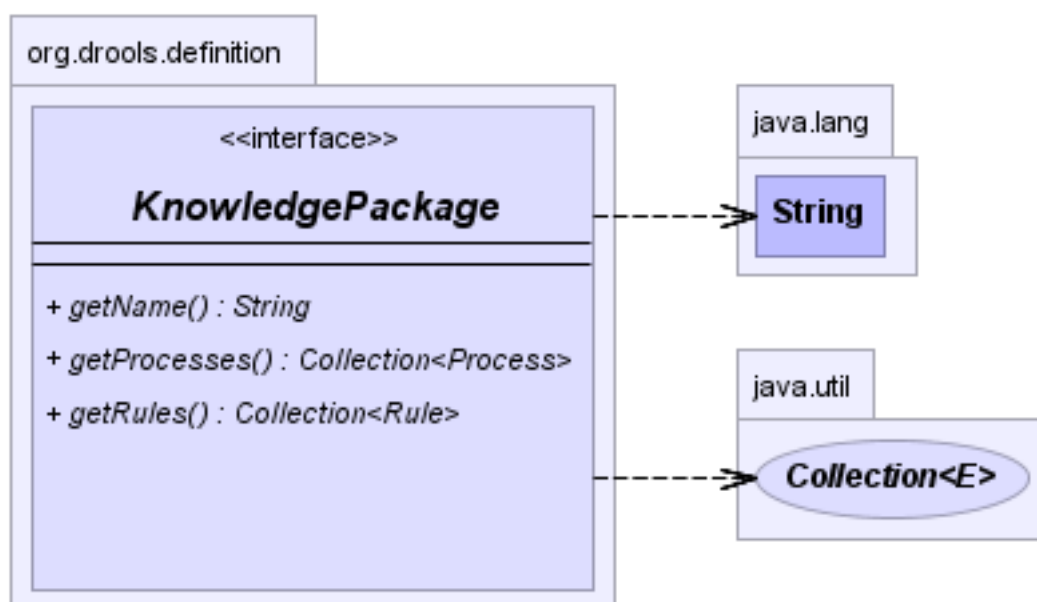 org.drools.definition
<<interface>>
KnowledgePackage
+ getName() : String
+ getProcesses() : Collection<Process>
+ getRules() : Collection<Rule>
java.lang
String
java.util
Collection<E>